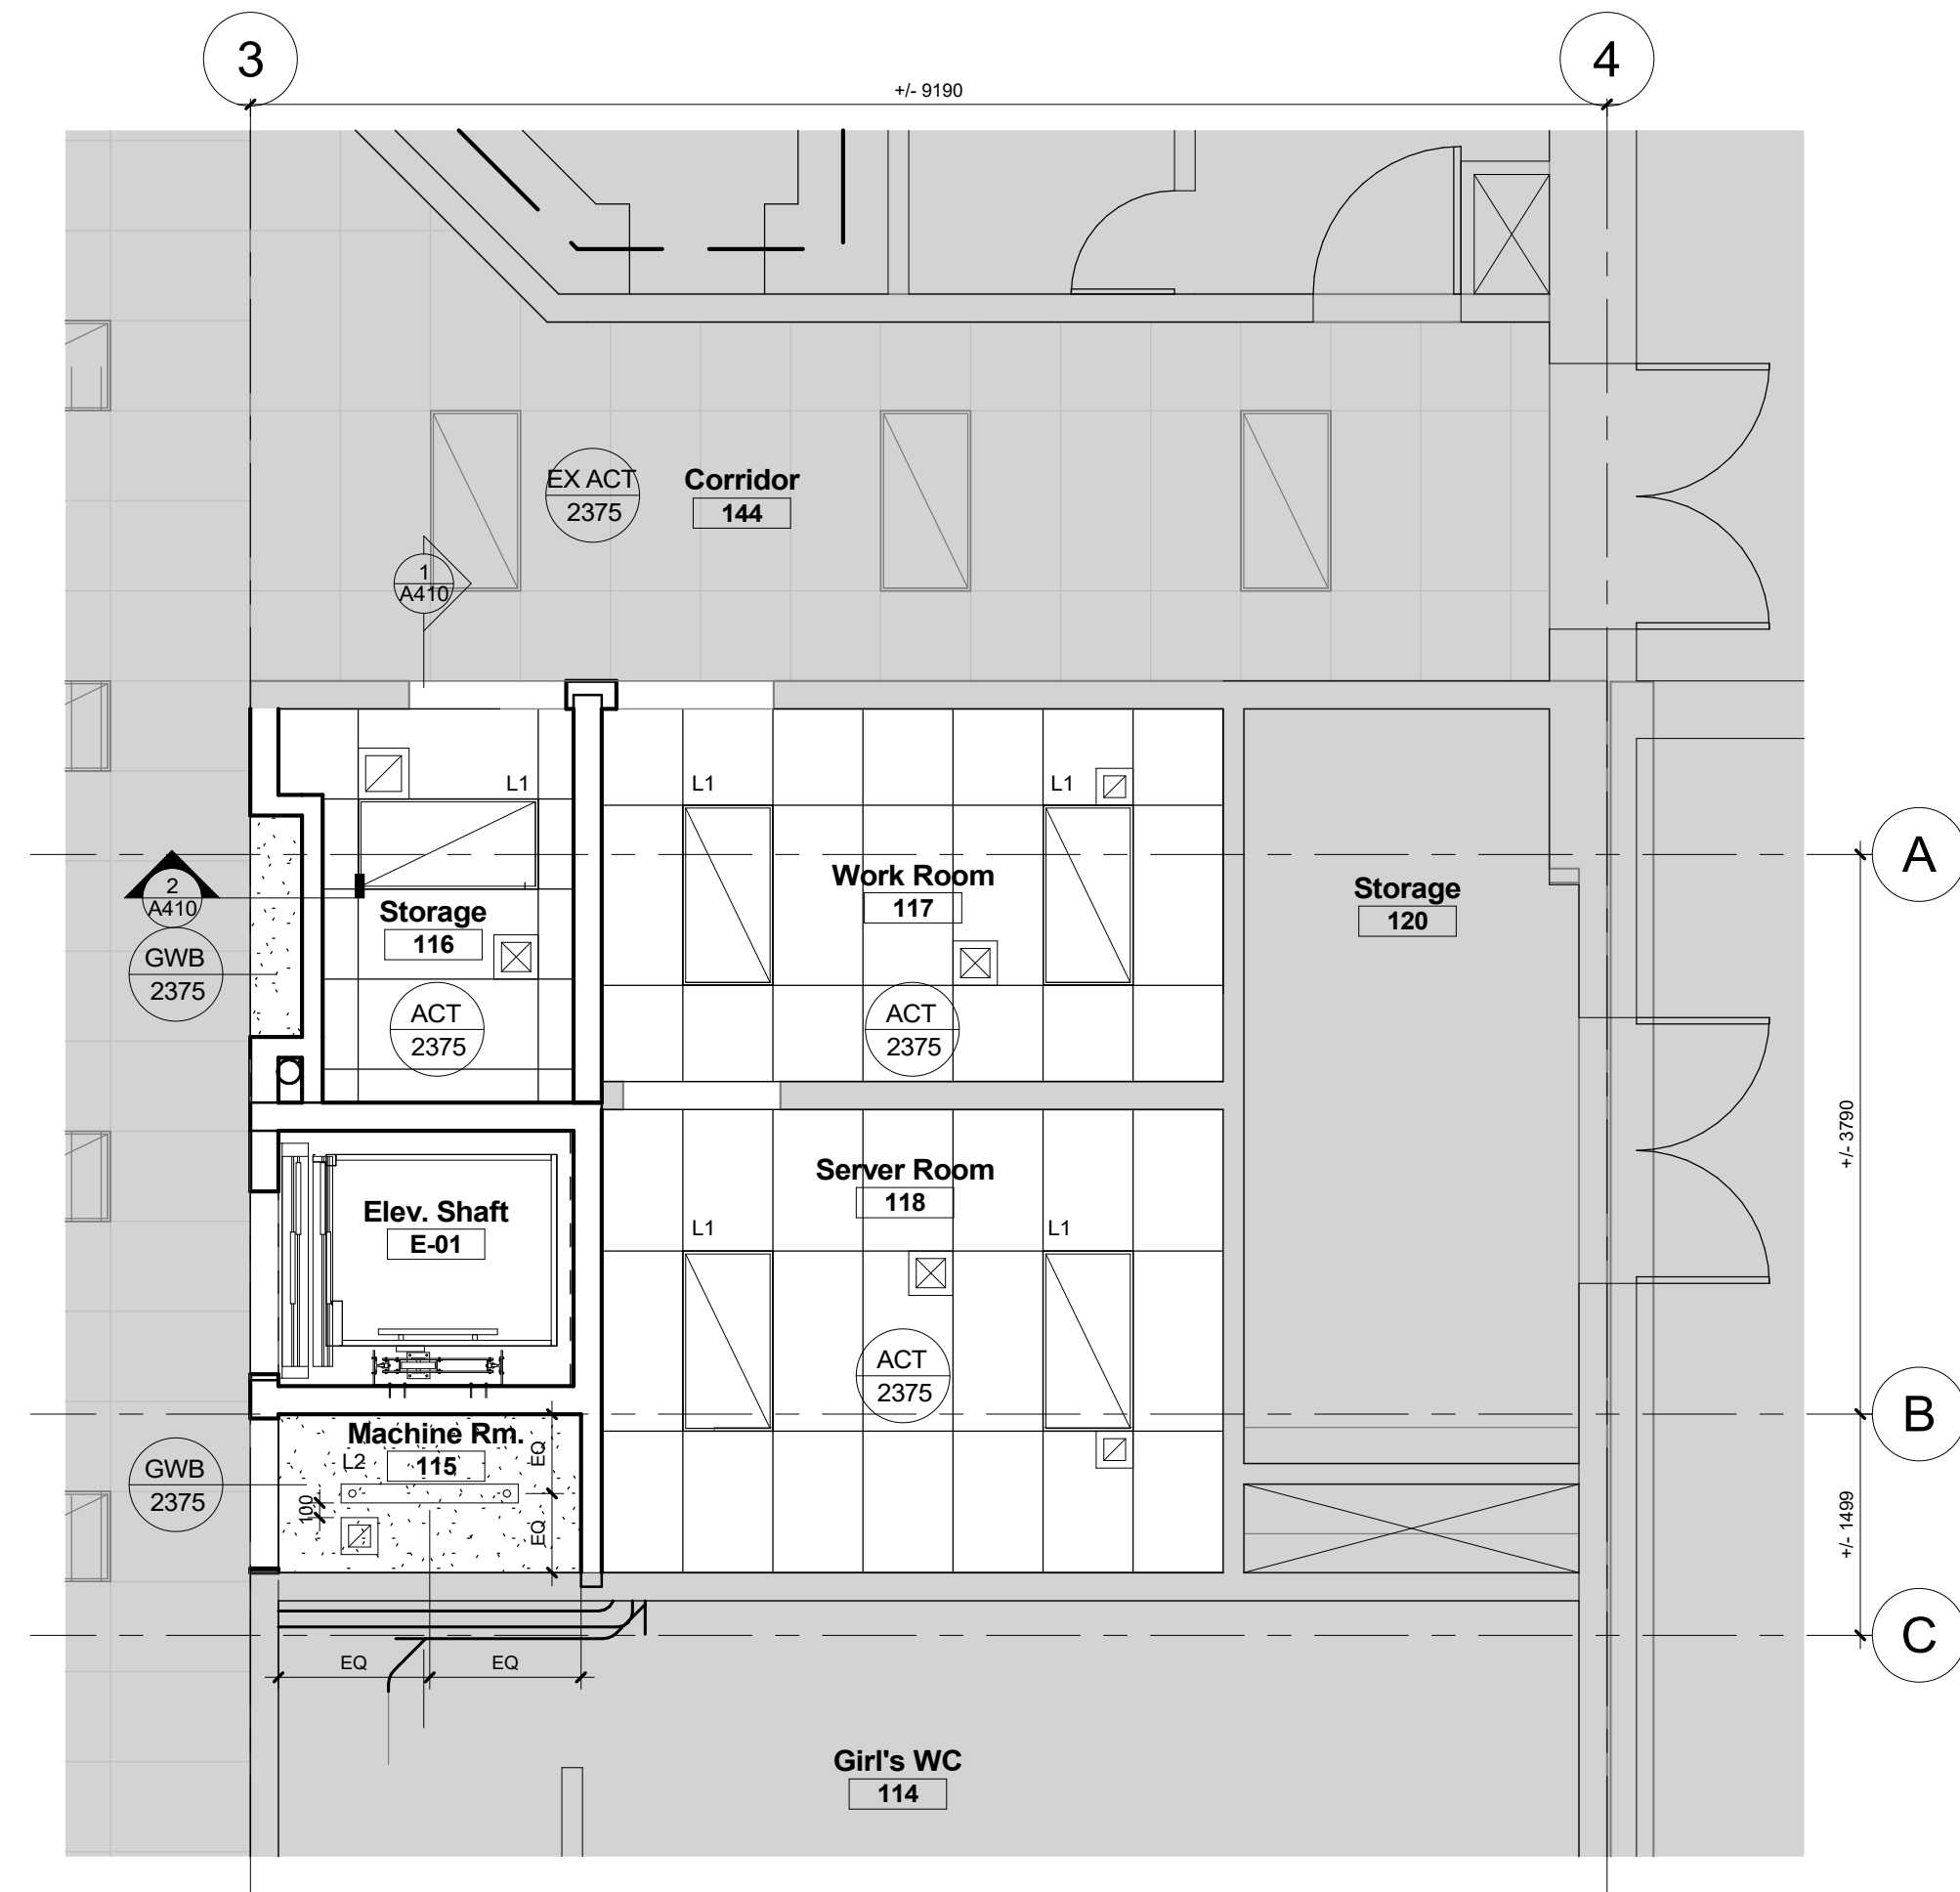 3
4
+/- 9190
EX ACT
2375
Corridor
144
1
A410
L1
L1
L1
A
Work Room
117
Storage
120
2
A410
Storage
116
GWB
2375
ACT
2375
ACT
2375
+/- 3790
Server Room
118
Elev. Shaft
E-01
L1
L1
ACT
2375
B
Machine Rm.
115
L2
EQ
GWB
2375
100
EQ
+/- 1499
C
EQ
EQ
Girl's WC
114